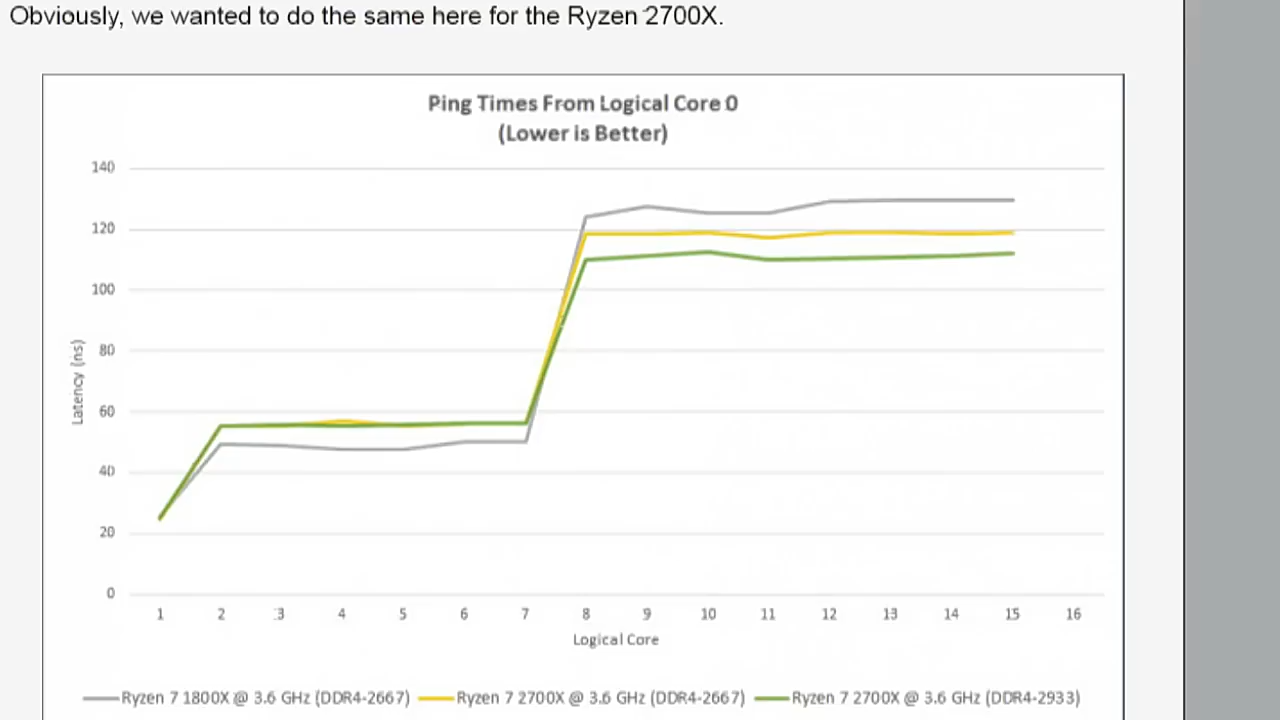 Obviously, we wanted to do the same here for the Ryzen 2700X.
Ping Times From Logical Core 0
(Lower is Better)
140
120
100
80
60
40
20
0
Latency (ns)
1 2 3 4 5 6 7 8 9 10 11 12 13 14 15 16
Logical Core
Ryzen 7 1800X @ 3.6 GHz (DDR4-2667) Ryzen 7 2700X @ 3.6 GHz (DDR4-2667) Ryzen 7 2700X @ 3.6 GHz (DDR4-2933)